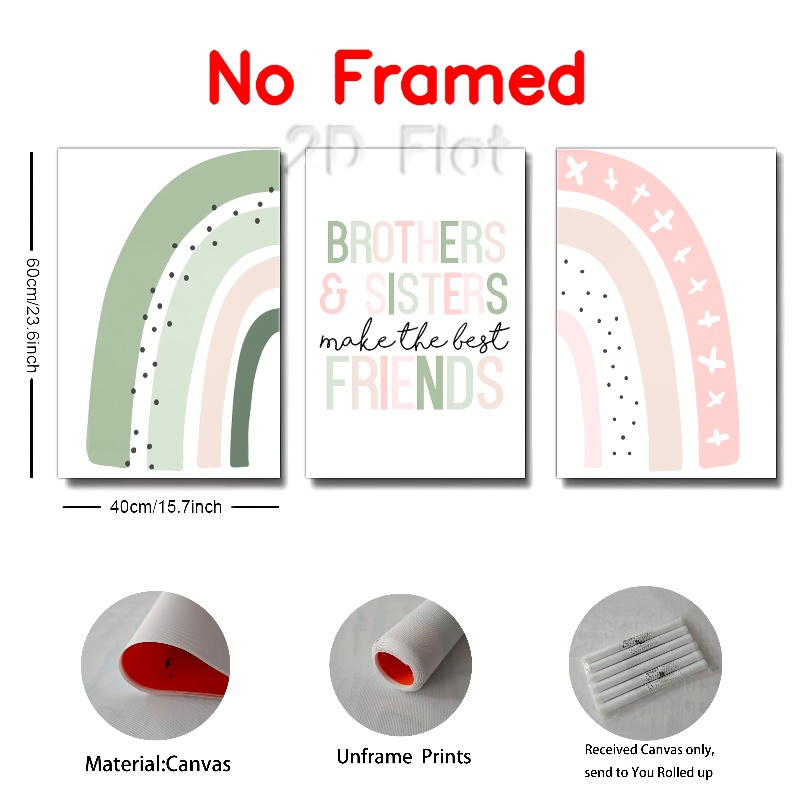 No Framed
2D Flat
60cm/23.6inch
BROTHERS
& SISTERS
make the best
FRIENDS
40cm/15.7inch
Material:Canvas
Unframe Prints
Received Canvas only,
send to You Rolled up